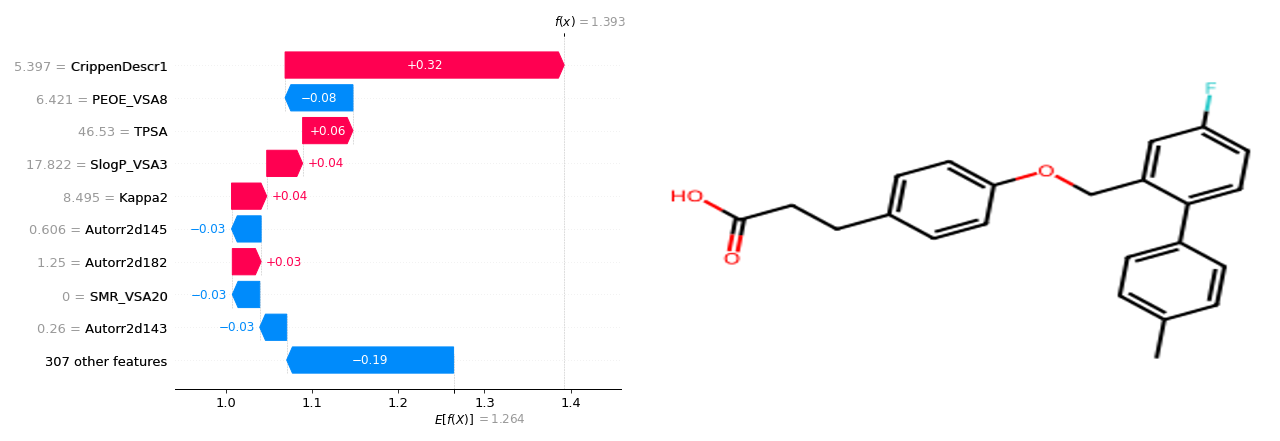 f(x) = 1.393
5.397 = CrippenDescr1
+0.32
6.421 = PEOE_VSA8
−0.08
46.53 = TPSA
+0.06
17.822 = SlogP_VSA3
+0.04
8.495 = Kappa2
+0.04
0.606 = Autorr2d145
−0.03
1.25 = Autorr2d182
+0.03
0 = SMR_VSA20
−0.03
0.26 = Autorr2d143
−0.03
307 other features
−0.19
1.0 1.1 1.2 1.3 1.4
E[f(X)] = 1.264
F
O
HO
O